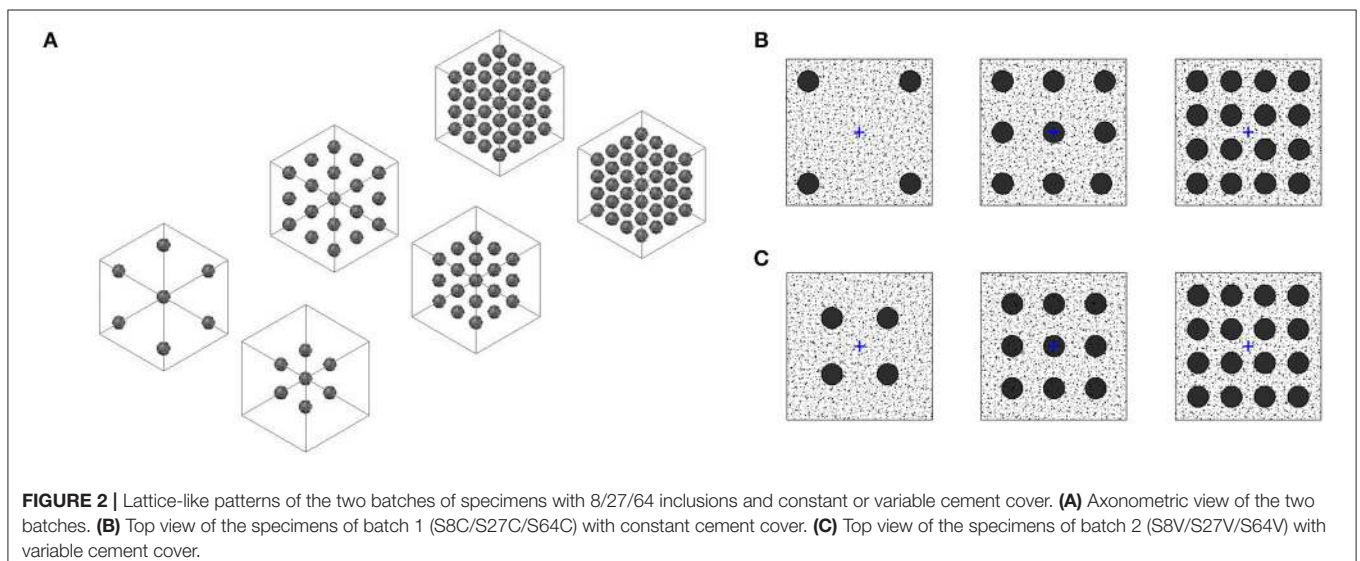 A
B
C
FIGURE 2 | Lattice-like patterns of the two batches of specimens with 8/27/64 inclusions and constant or variable cement cover. (A) Axonometric view of the two
batches. (B) Top view of the specimens of batch 1 (S8C/S27C/S64C) with constant cement cover. (C) Top view of the specimens of batch 2 (S8V/S27V/S64V) with
variable cement cover.